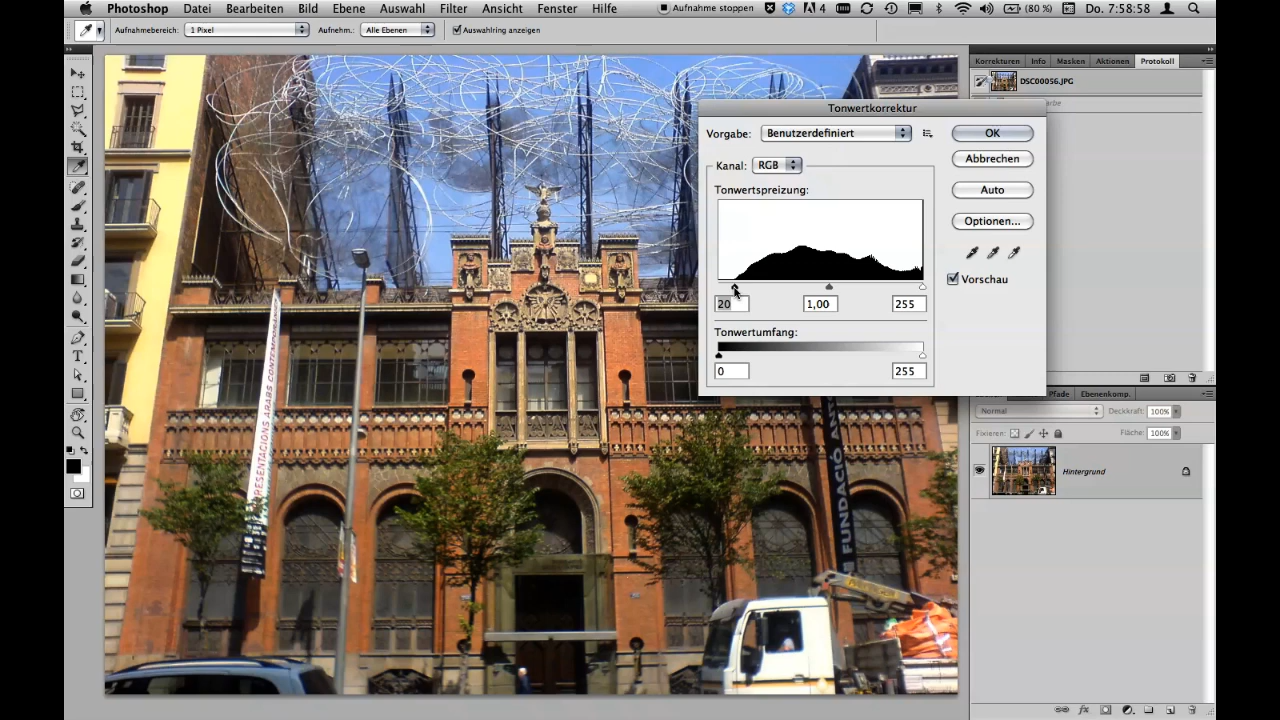 Photoshop Datei Bearbeiten Bild Ebene Auswahl Filter Ansicht Fenster Hilfe Aufnahme stoppen 4 (80 %) Do. 7:58:58
Aufnahmebereich: 1 Pixel Aufnehm.: Alle Ebenen Auswahlring anzeigen
Korrekturen Info Masken Aktionen Protokoll
DSC00056.JPG
Tonwertkorrektur
Vorgabe: Benutzerdefiniert OK
Kanal: RGB Abbrechen
Tonwertspreizung: Auto
Optionen...
Vorschau
20 1,00 255
Tonwertumfang:
0 255
Pfade Ebenenkomp.
Normal Deckkraft: 100%
Fixieren: Fläche: 100%
Hintergrund
FUNDACIÓ
fx